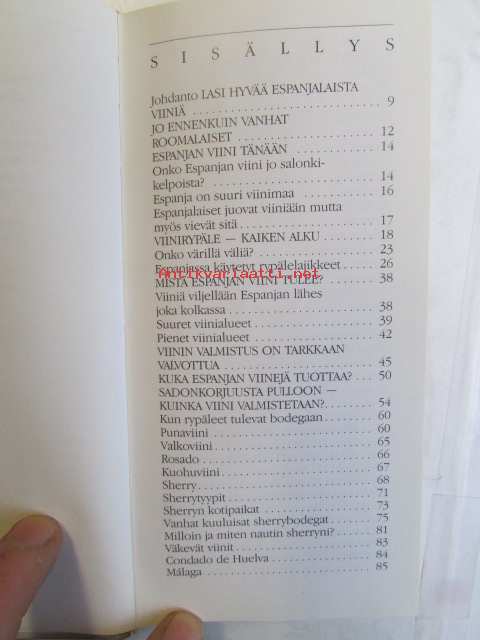 SISÄLLYS
Johdanto LASI HYVÄÄ ESPANJALAISTA
VIINIÄ . . . . . . . . . . . . . . . . . . . . . . . 9
JO ENNENKUIN VANHAT
ROOMALAISET . . . . . . . . . . . . . . . . 12
ESPANJAN VIINI TÄNÄÄN . . . . . . . . . 14
Onko Espanjan viini jo salonki-
kelpoista? . . . . . . . . . . . . . . . . . . . . 14
Espanja on suuri viinimaa . . . . . . . . . 16
Espanjalaiset juovat viiniään mutta
myös vievät sitä . . . . . . . . . . . . . . . . 17
VIINIRYPÄLE — KAIKEN ALKU . . . . . . 18
Onko värillä väliä? . . . . . . . . . . . . . . 23
Espanjassa käytetyt rypälelajikkeet . . . . 26
Antikvariaatti.net
MISTÄ ESPANJAN VIINI TULEE? . . . . . 38
Viiniä viljellään Espanjan lähes
joka kolkassa . . . . . . . . . . . . . . . . . . 38
Suuret viinialueet . . . . . . . . . . . . . . . 39
Pienet viinialueet . . . . . . . . . . . . . . . 42
VIININ VALMISTUS ON TARKKAAN
VALVOTTUA . . . . . . . . . . . . . . . . . . 45
KUKA ESPANJAN VIINEJÄ TUOTTAA? . . . 50
SADONKORJUUSTA PULLOON —
KUINKA VIINI VALMISTETAAN? . . . . . . 54
Kun rypäleet tulevat bodegaan . . . . . . 60
Punaviini . . . . . . . . . . . . . . . . . . . . . 60
Valkoviini . . . . . . . . . . . . . . . . . . . . 65
Rosado . . . . . . . . . . . . . . . . . . . . . . 66
Kuohuviini . . . . . . . . . . . . . . . . . . . . 67
Sherry . . . . . . . . . . . . . . . . . . . . . . . 68
Sherrytyypit . . . . . . . . . . . . . . . . . . . 71
Sherryn kotipaikat . . . . . . . . . . . . . . . 73
Vanhat kuuluisat sherrybodegat . . . . . . 75
Milloin ja miten nautin sherryni? . . . . . 81
Väkevät viinit . . . . . . . . . . . . . . . . . . 83
Condado de Huelva . . . . . . . . . . . . . . 84
Málaga . . . . . . . . . . . . . . . . . . . . . . 85